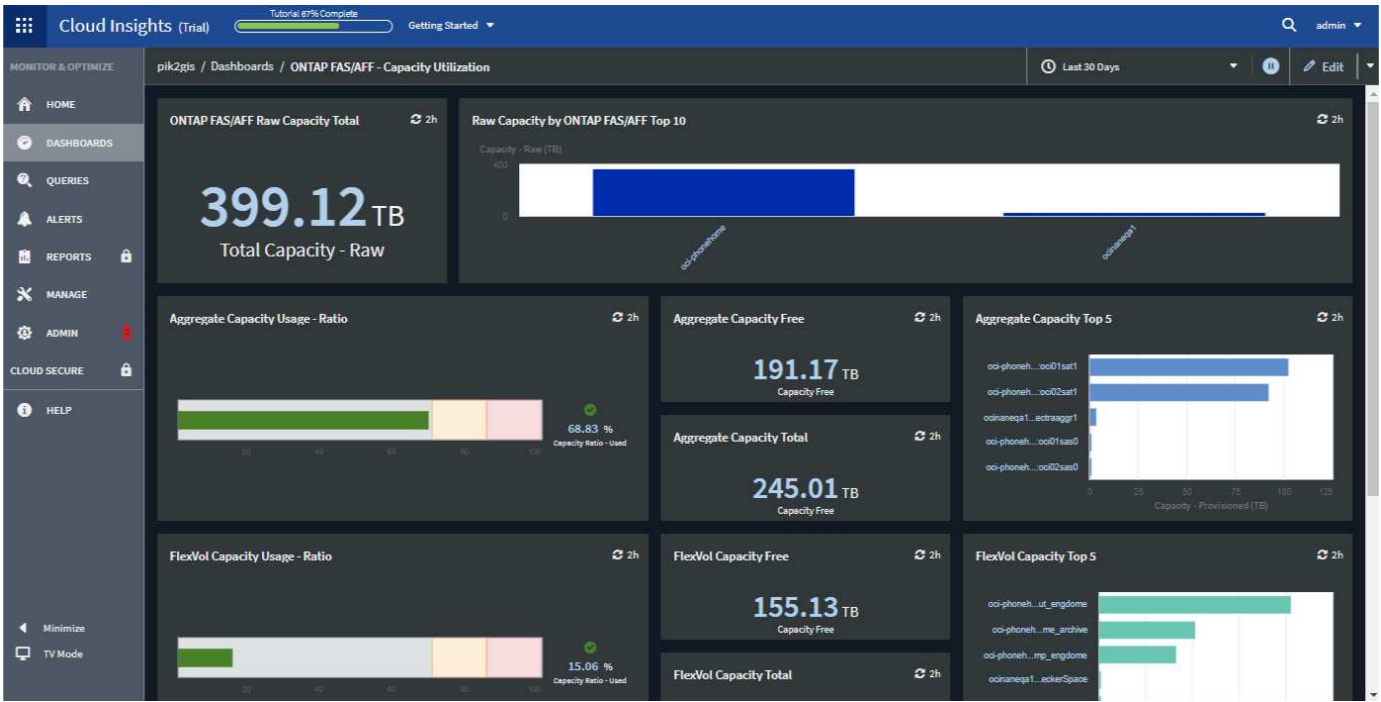 Tutorial 67% Complete
Cloud Insights (Trial)
Getting Started
admin
MONITOR & OPTIMIZE
pik2gis / Dashboards / ONTAP FAS/AFF - Capacity Utilization
Last 30 Days
Edit
HOME
DASHBOARDS
QUERIES
ALERTS
REPORTS
MANAGE
ADMIN
CLOUD SECURE
HELP
Minimize
TV Mode
ONTAP FAS/AFF Raw Capacity Total
2h
399.12 TB
Total Capacity - Raw
Raw Capacity by ONTAP FAS/AFF Top 10
2h
Capacity - Raw (TB)
400
0
oci-phonehome
ocinaneqa1
Aggregate Capacity Usage - Ratio
2h
68.83 %
Capacity Ratio - Used
20 40 60 80 100
Aggregate Capacity Free
2h
191.17 TB
Capacity Free
Aggregate Capacity Total
2h
245.01 TB
Capacity Free
Aggregate Capacity Top 5
2h
oci-phoneh...:oci01sat1
oci-phoneh...:oci02sat1
ocinaneqa1...ectraaggr1
oci-phoneh...:oci01sas0
oci-phoneh...:oci02sas0
0 25 50 75 100 125
Capacity - Provisioned (TB)
FlexVol Capacity Usage - Ratio
2h
15.06 %
Capacity Ratio - Used
20 40 60 80 100
FlexVol Capacity Free
2h
155.13 TB
Capacity Free
FlexVol Capacity Total
2h
FlexVol Capacity Top 5
2h
oci-phoneh...ut_engdome
oci-phoneh...me_archive
oci-phoneh...mp_engdome
ocinaneqa1...eckerSpace